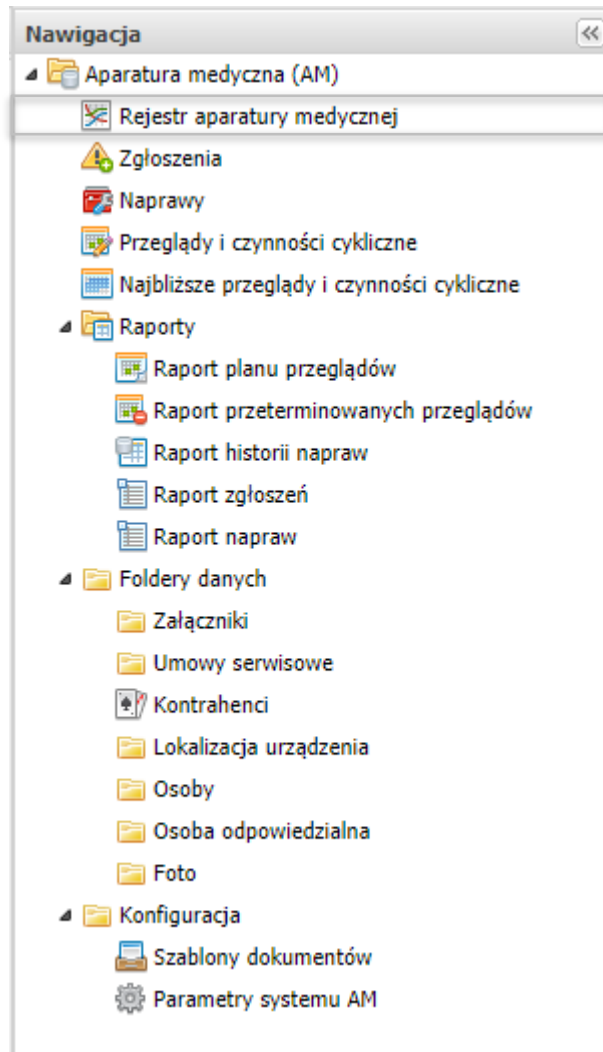 Nawigacja
Aparatura medyczna (AM)
Rejestr aparatury medycznej
Zgłoszenia
Naprawy
Przeglądy i czynności cykliczne
Najbliższe przeglądy i czynności cykliczne
Raporty
Raport planu przeglądów
Raport przeterminowanych przeglądów
Raport historii napraw
Raport zgłoszeń
Raport napraw
Foldery danych
Załączniki
Umowy serwisowe
Kontrahenci
Lokalizacja urządzenia
Osoby
Osoba odpowiedzialna
Foto
Konfiguracja
Szablony dokumentów
Parametry systemu AM